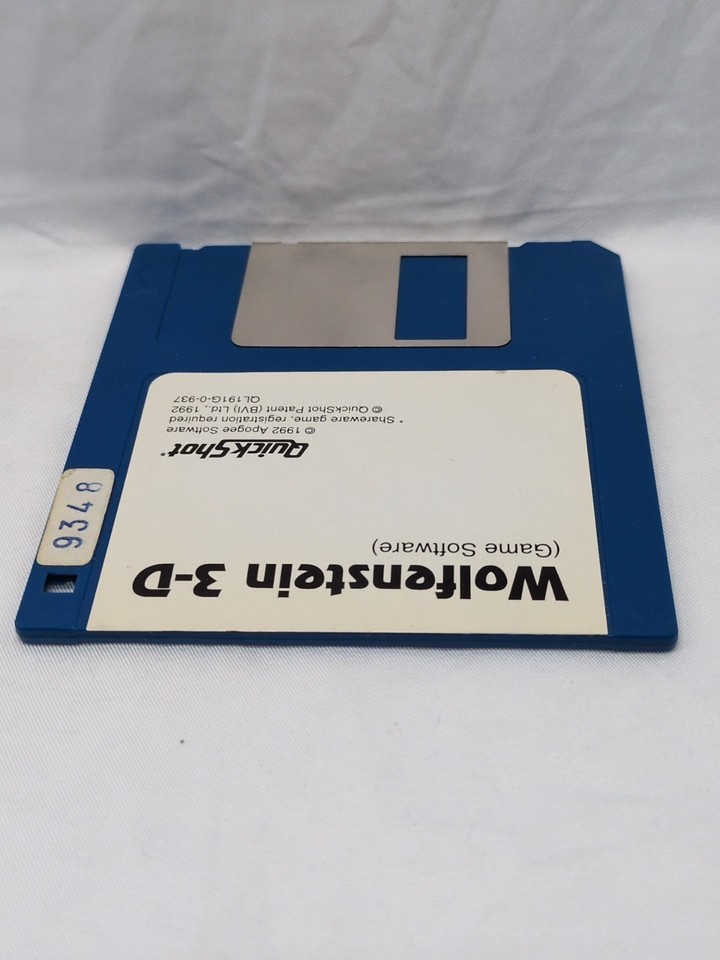 Wolfenstein 3-D
(Game Software)
QuickShot®
© 1992 Apogee Software
* Shareware game, registration required
© QuickShot Patent (BVI) Ltd., 1992
QL191G-0-937
9348